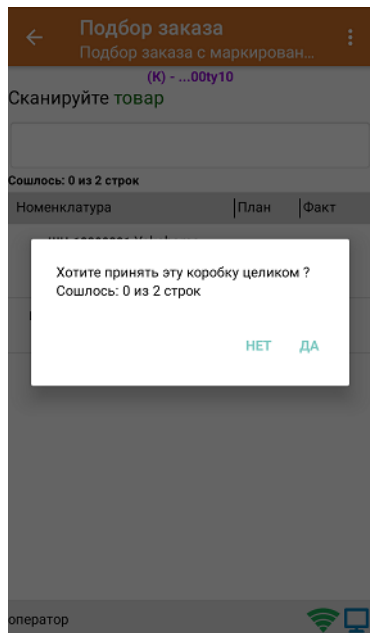 Подбор заказа
Подбор заказа с маркирован...
(К) - ...00ty10
Сканируйте товар
Сошлось: 0 из 2 строк
Номенклатура План Факт
Хотите принять эту коробку целиком ?
Сошлось: 0 из 2 строк
НЕТ ДА
оператор